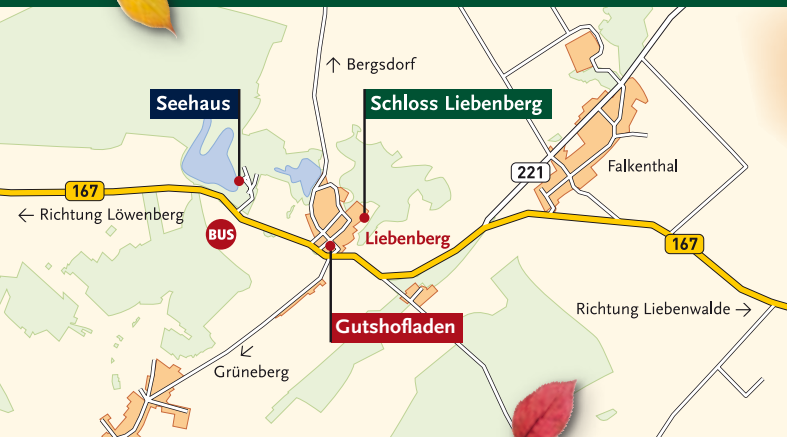 ↑ Bergsdorf
Seehaus
Schloss Liebenberg
221
Falkenthal
167
← Richtung Löwenberg
BUS
Liebenberg
167
Richtung Liebenwalde →
Gutshofladen
↙
Grüneberg